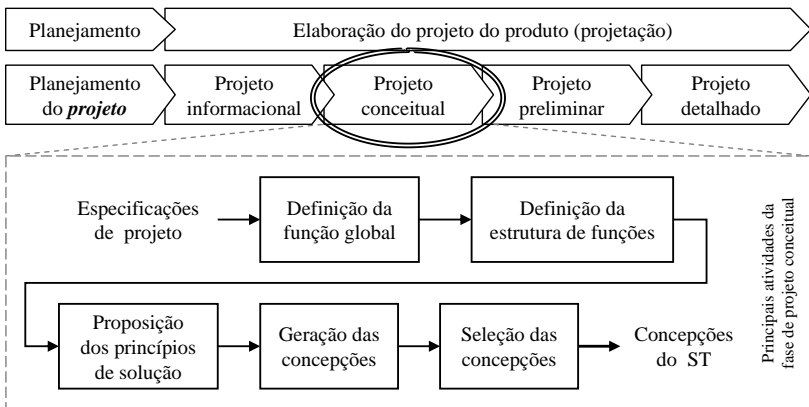 Planejamento
Elaboração do projeto do produto (projetação)
Planejamento
do projeto
Projeto
informacional
Projeto
conceitual
Projeto
preliminar
Projeto
detalhado
Especificações
de projeto
Definição da
função global
Definição da
estrutura de funções
Proposição
dos princípios
de solução
Geração das
concepções
Seleção das
concepções
Concepções
do ST
Principais atividades da
fase de projeto conceitual